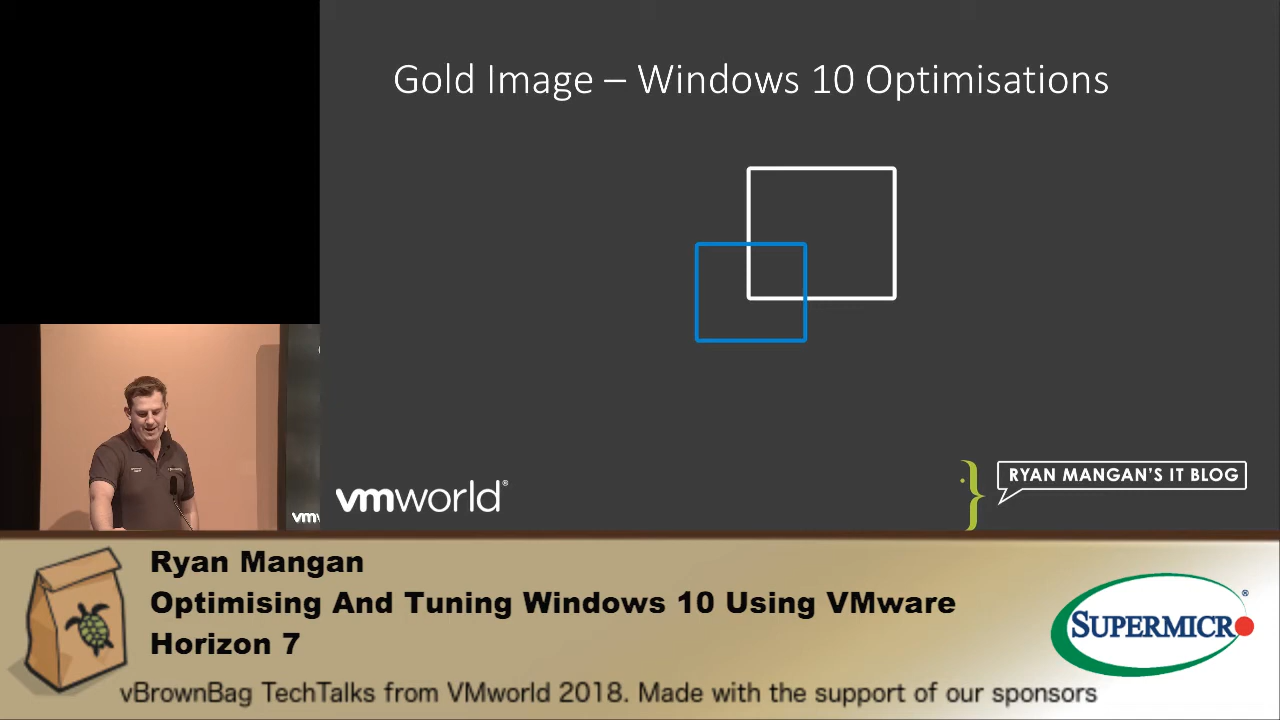 Gold Image – Windows 10 Optimisations
vmworld®
RYAN MANGAN'S IT BLOG
vm
Ryan Mangan
Optimising And Tuning Windows 10 Using VMware
Horizon 7
SUPERMICRO®
vBrownBag TechTalks from VMworld 2018. Made with the support of our sponsors